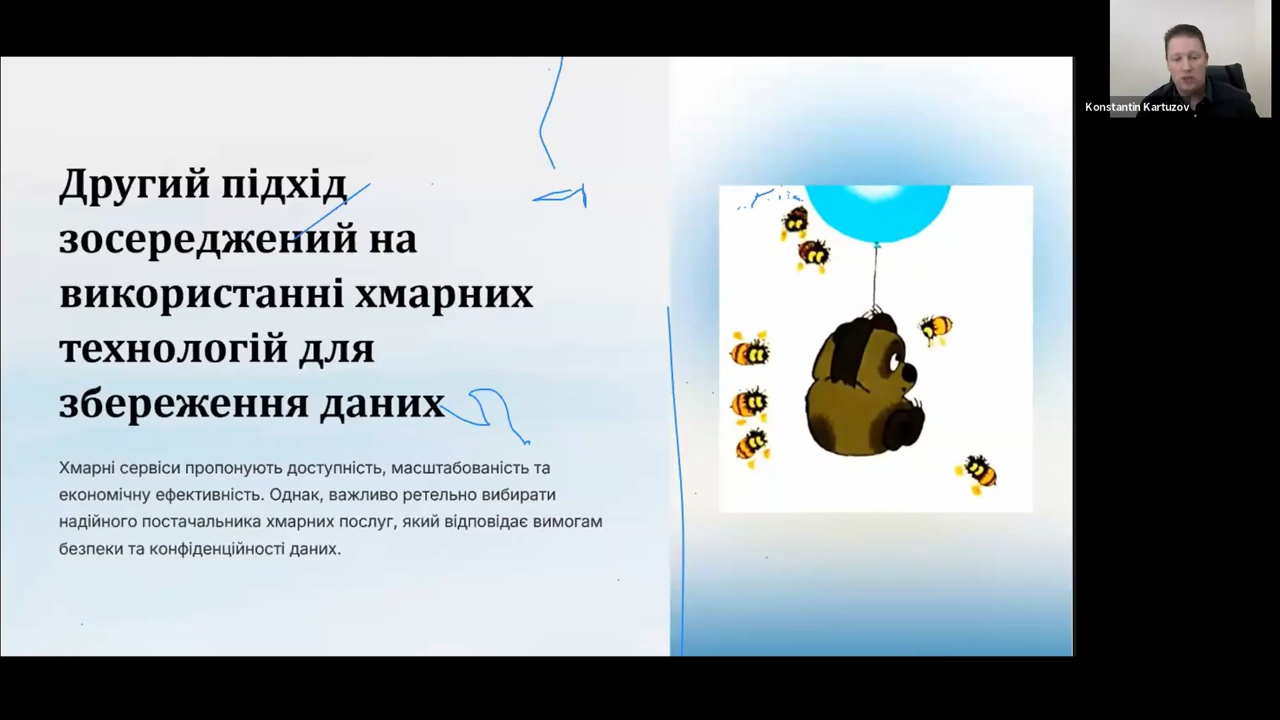 Другий підхід
зосереджений на
використанні хмарних
технологій для
збереження даних
Хмарні сервіси пропонують доступність, масштабованість та
економічну ефективність. Однак, важливо ретельно вибирати
надійного постачальника хмарних послуг, який відповідає вимогам
безпеки та конфіденційності даних.
Konstantin Kartuzov